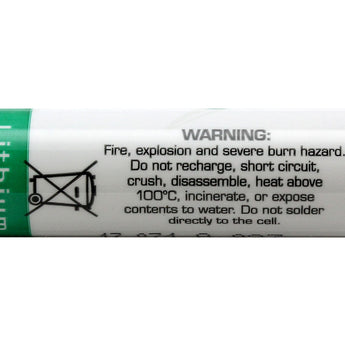 WARNING:
Fire, explosion and severe burn hazard.
Do not recharge, short circuit,
crush, disassemble, heat above
100°C, incinerate, or expose
contents to water. Do not solder
directly to the cell.
lithium